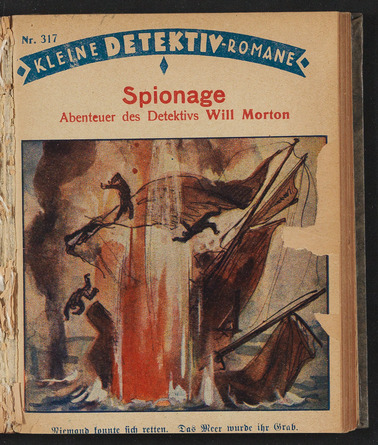 Nr. 317
KLEINE DETEKTIV-ROMANE
Spionage
Abenteuer des Detektivs Will Morton
Niemand konnte sich retten. Das Meer wurde ihr Grab.